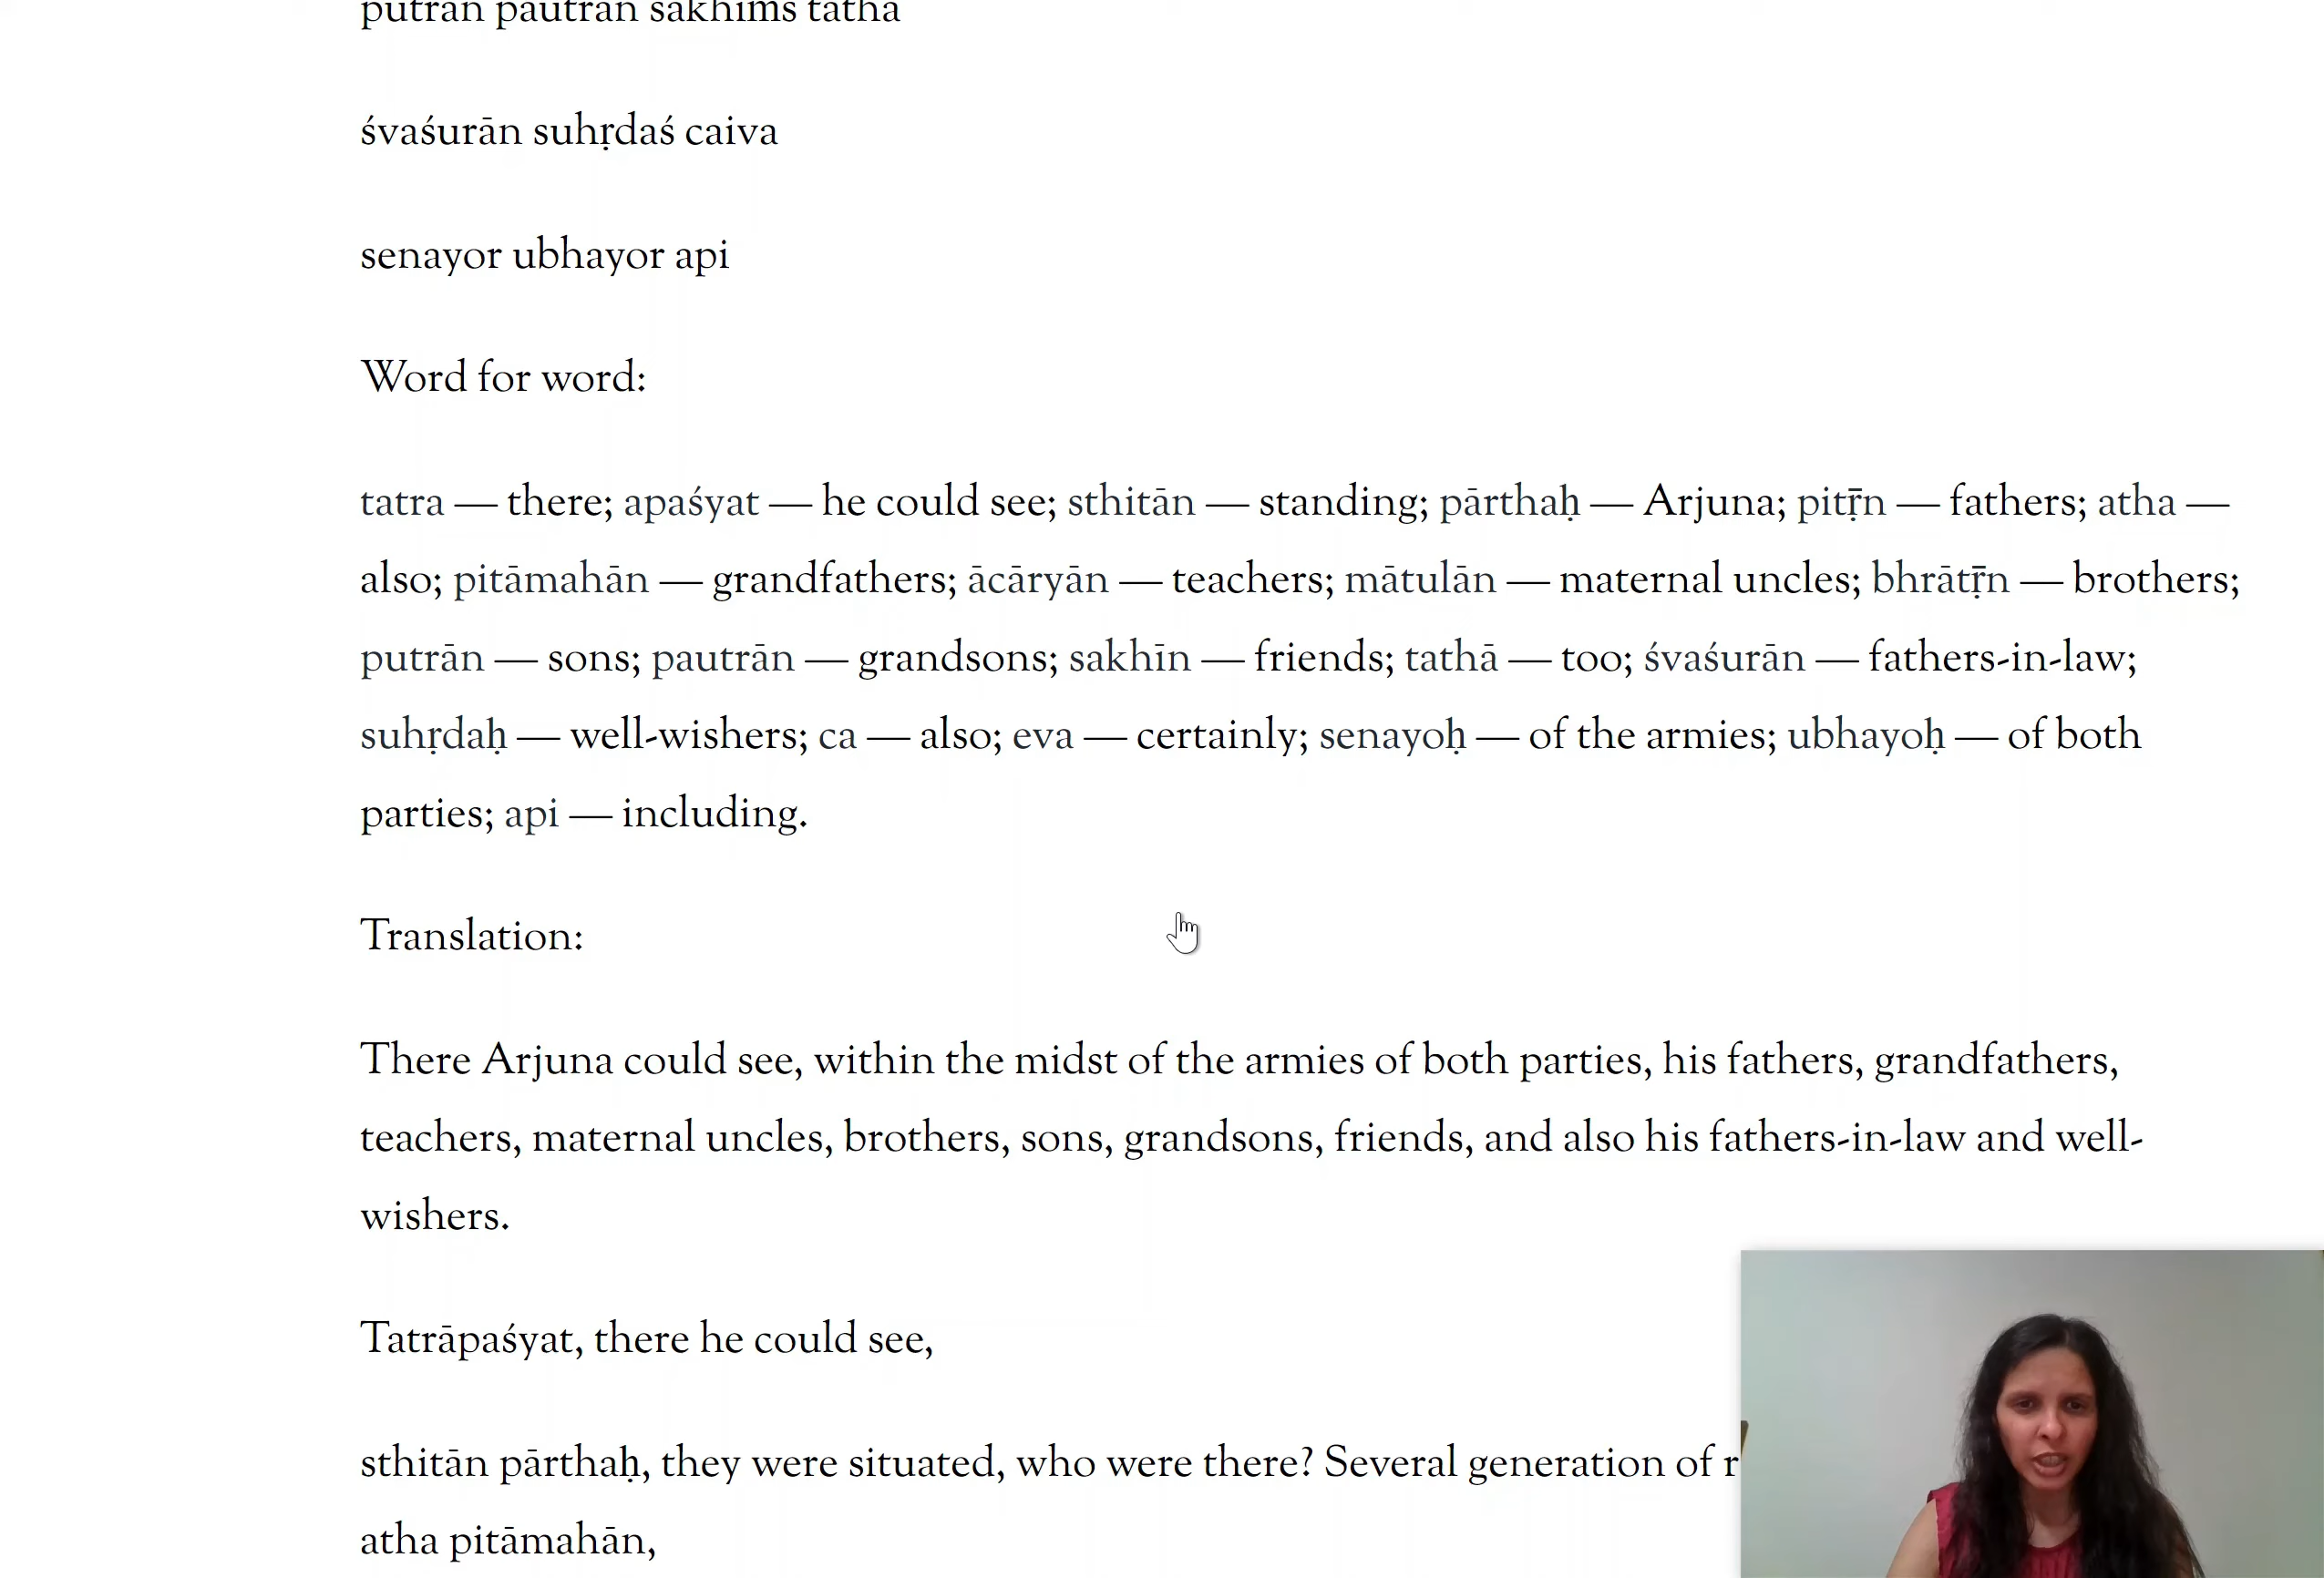 putrān pautrān sakhīṁs tathā
śvaśurān suhṛdaś caiva
senayor ubhayor api
Word for word:
tatra — there; apaśyat — he could see; sthitān — standing; pārthaḥ — Arjuna; pitṝn — fathers; atha —
also; pitāmahān — grandfathers; ācāryān — teachers; mātulān — maternal uncles; bhrātṝn — brothers;
putrān — sons; pautrān — grandsons; sakhīn — friends; tathā — too; śvaśurān — fathers-in-law;
suhṛdaḥ — well-wishers; ca — also; eva — certainly; senayoḥ — of the armies; ubhayoḥ — of both
parties; api — including.
Translation:
There Arjuna could see, within the midst of the armies of both parties, his fathers, grandfathers,
teachers, maternal uncles, brothers, sons, grandsons, friends, and also his fathers-in-law and well-
wishers.
Tatrāpaśyat, there he could see,
sthitān pārthaḥ, they were situated, who were there? Several generation of
atha pitāmahān,